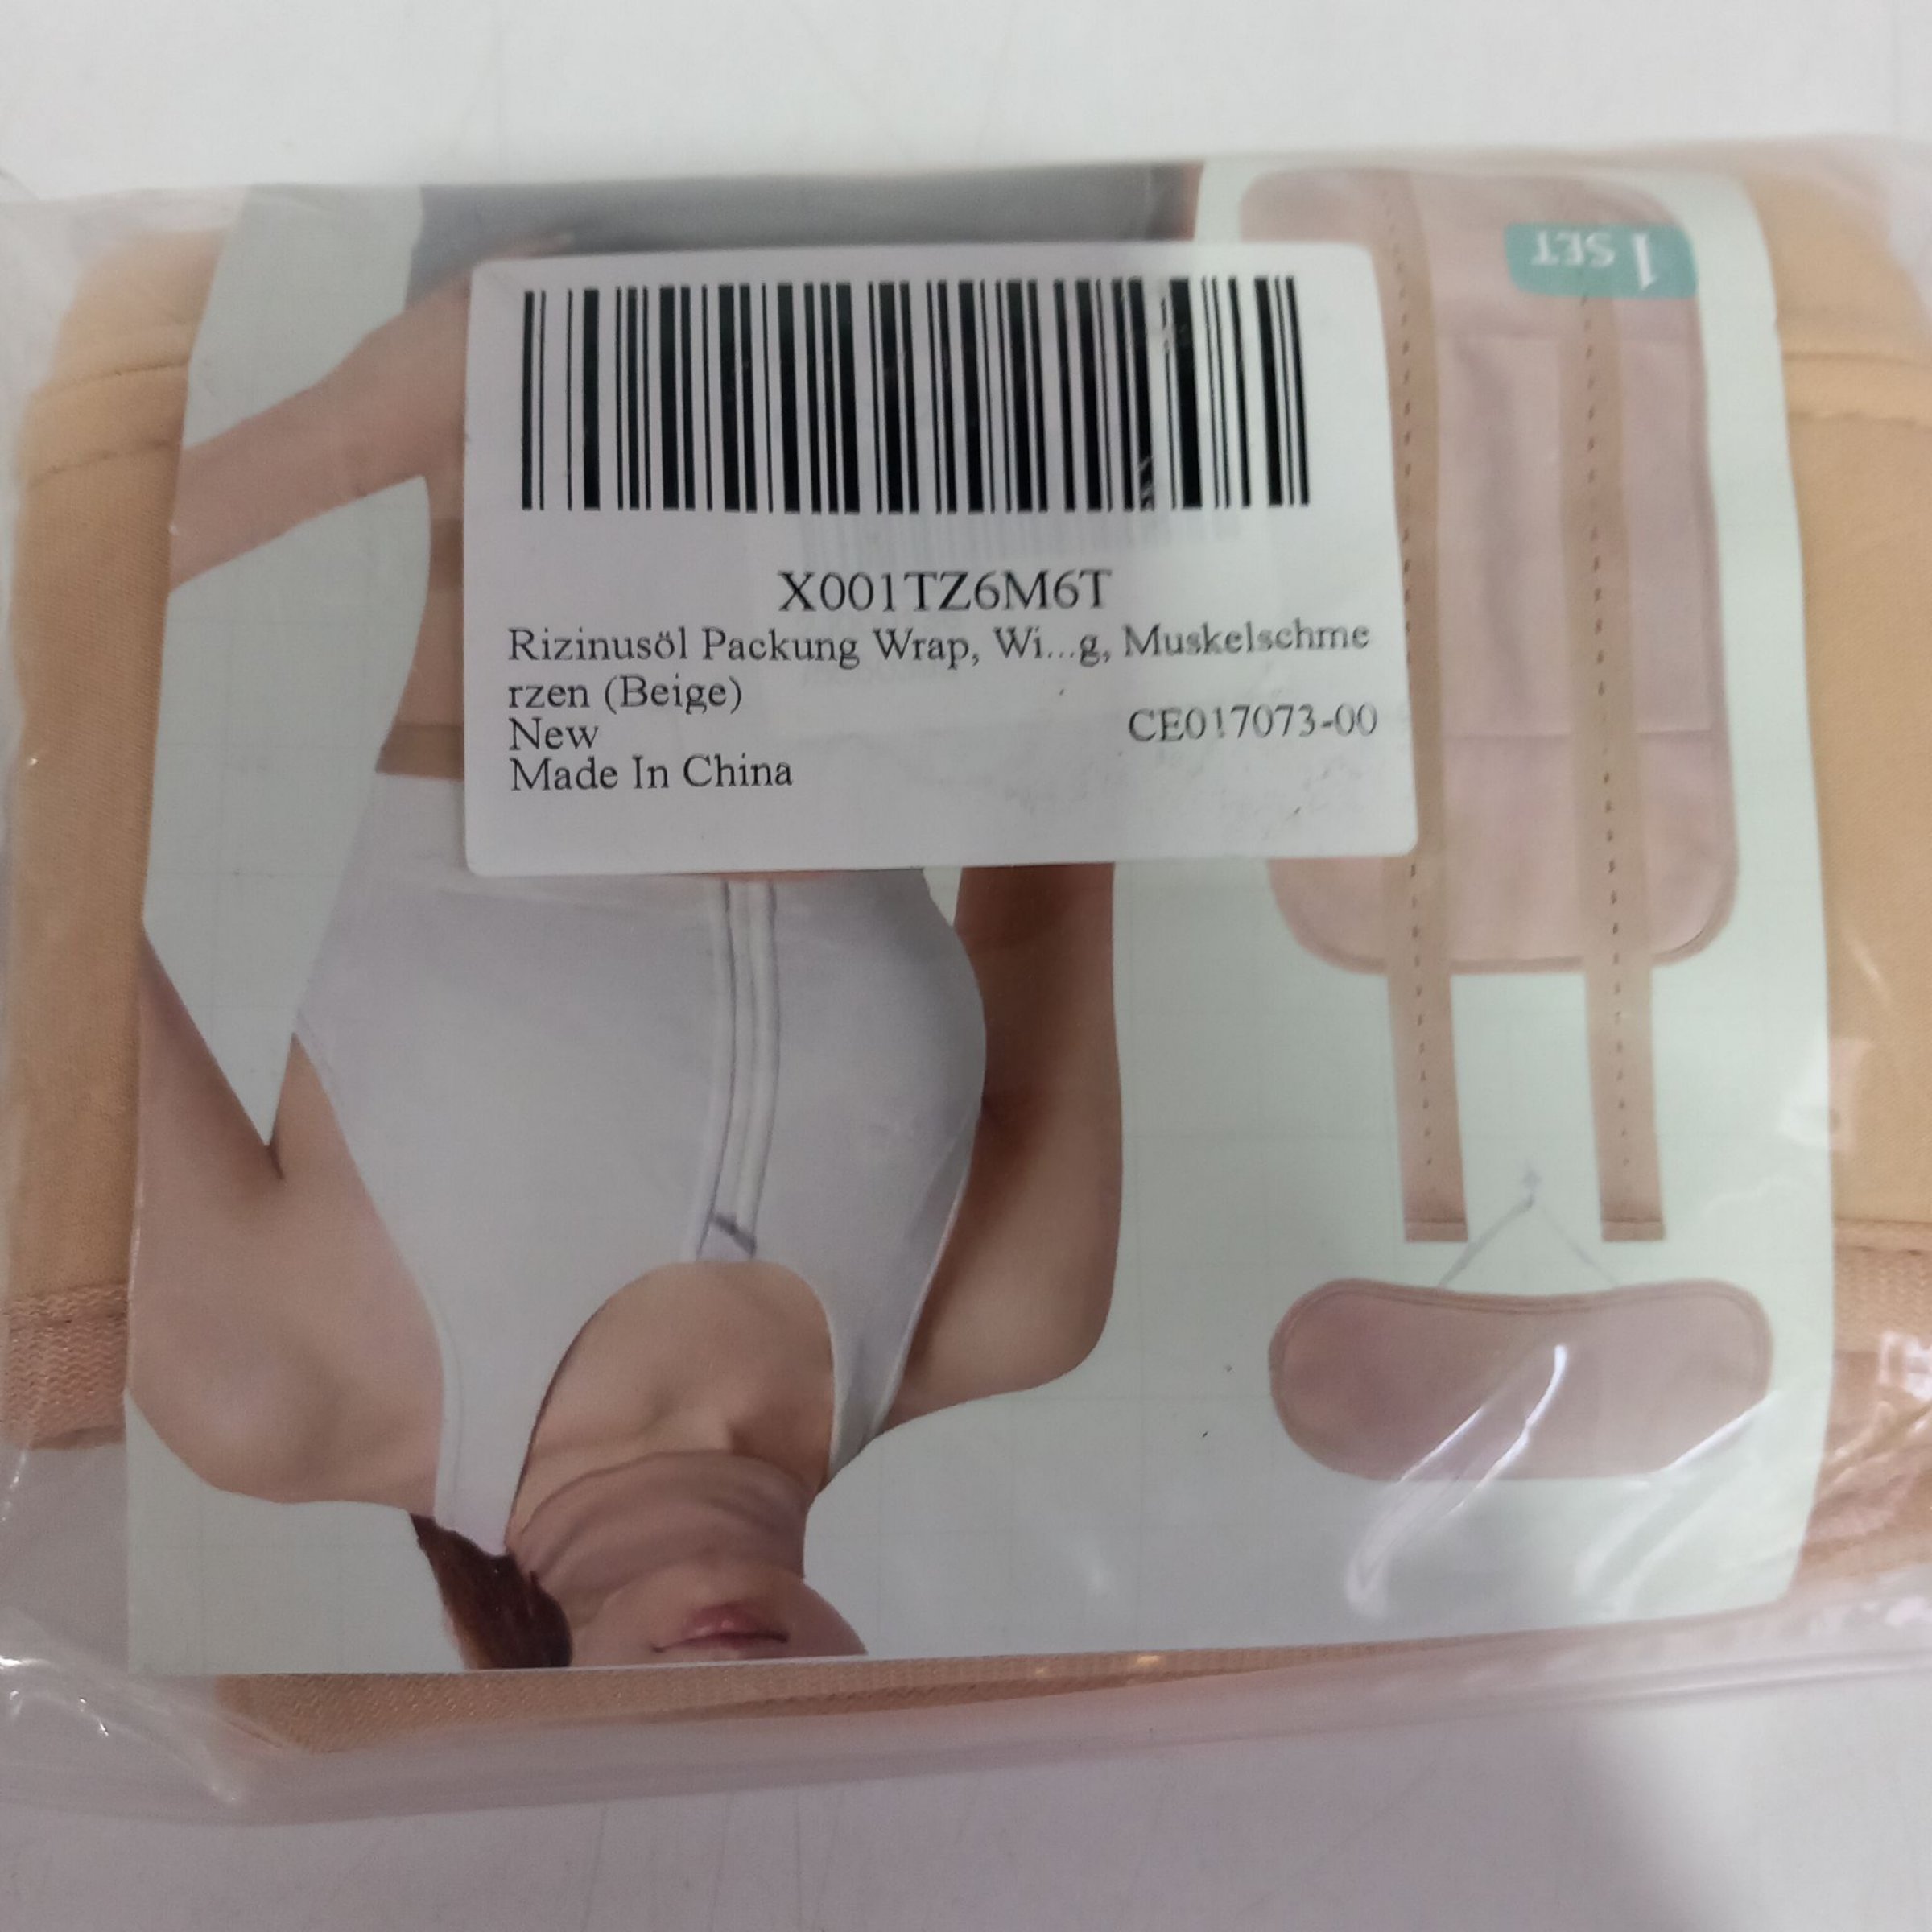 1 SET
X001TZ6M6T
Rizinusöl Packung Wrap, Wi...g, Muskelschme
rzen (Beige)
New
CE017073-00
Made In China